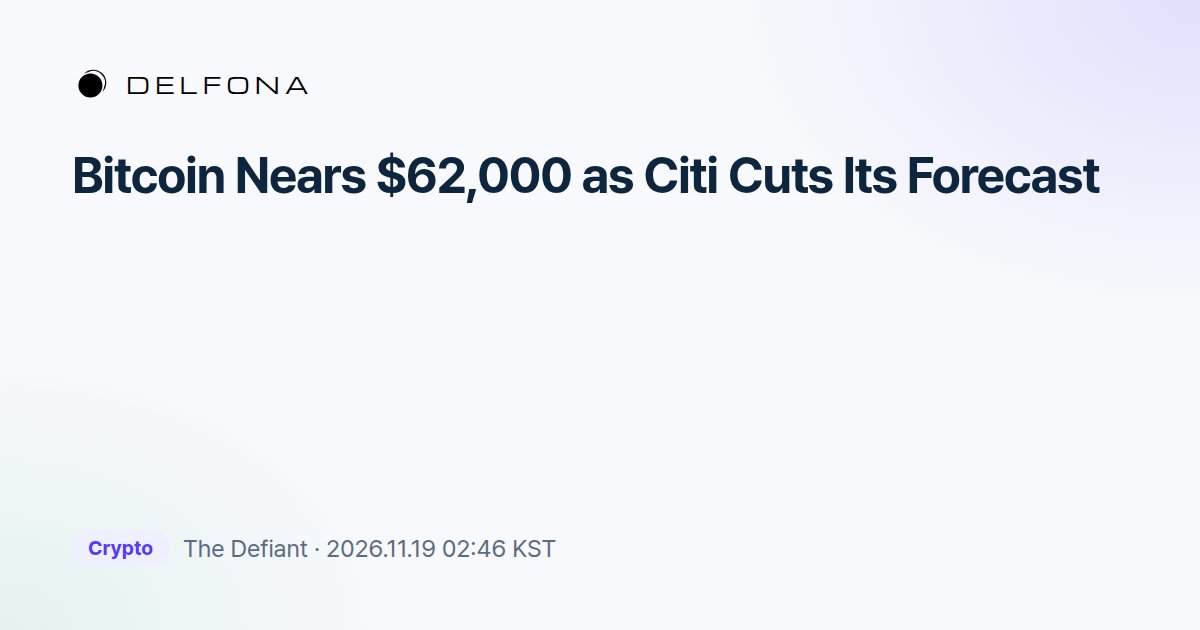 DELFONA
Bitcoin Nears $62,000 as Citi Cuts Its Forecast
Crypto The Defiant · 2026.11.19 02:46 KST